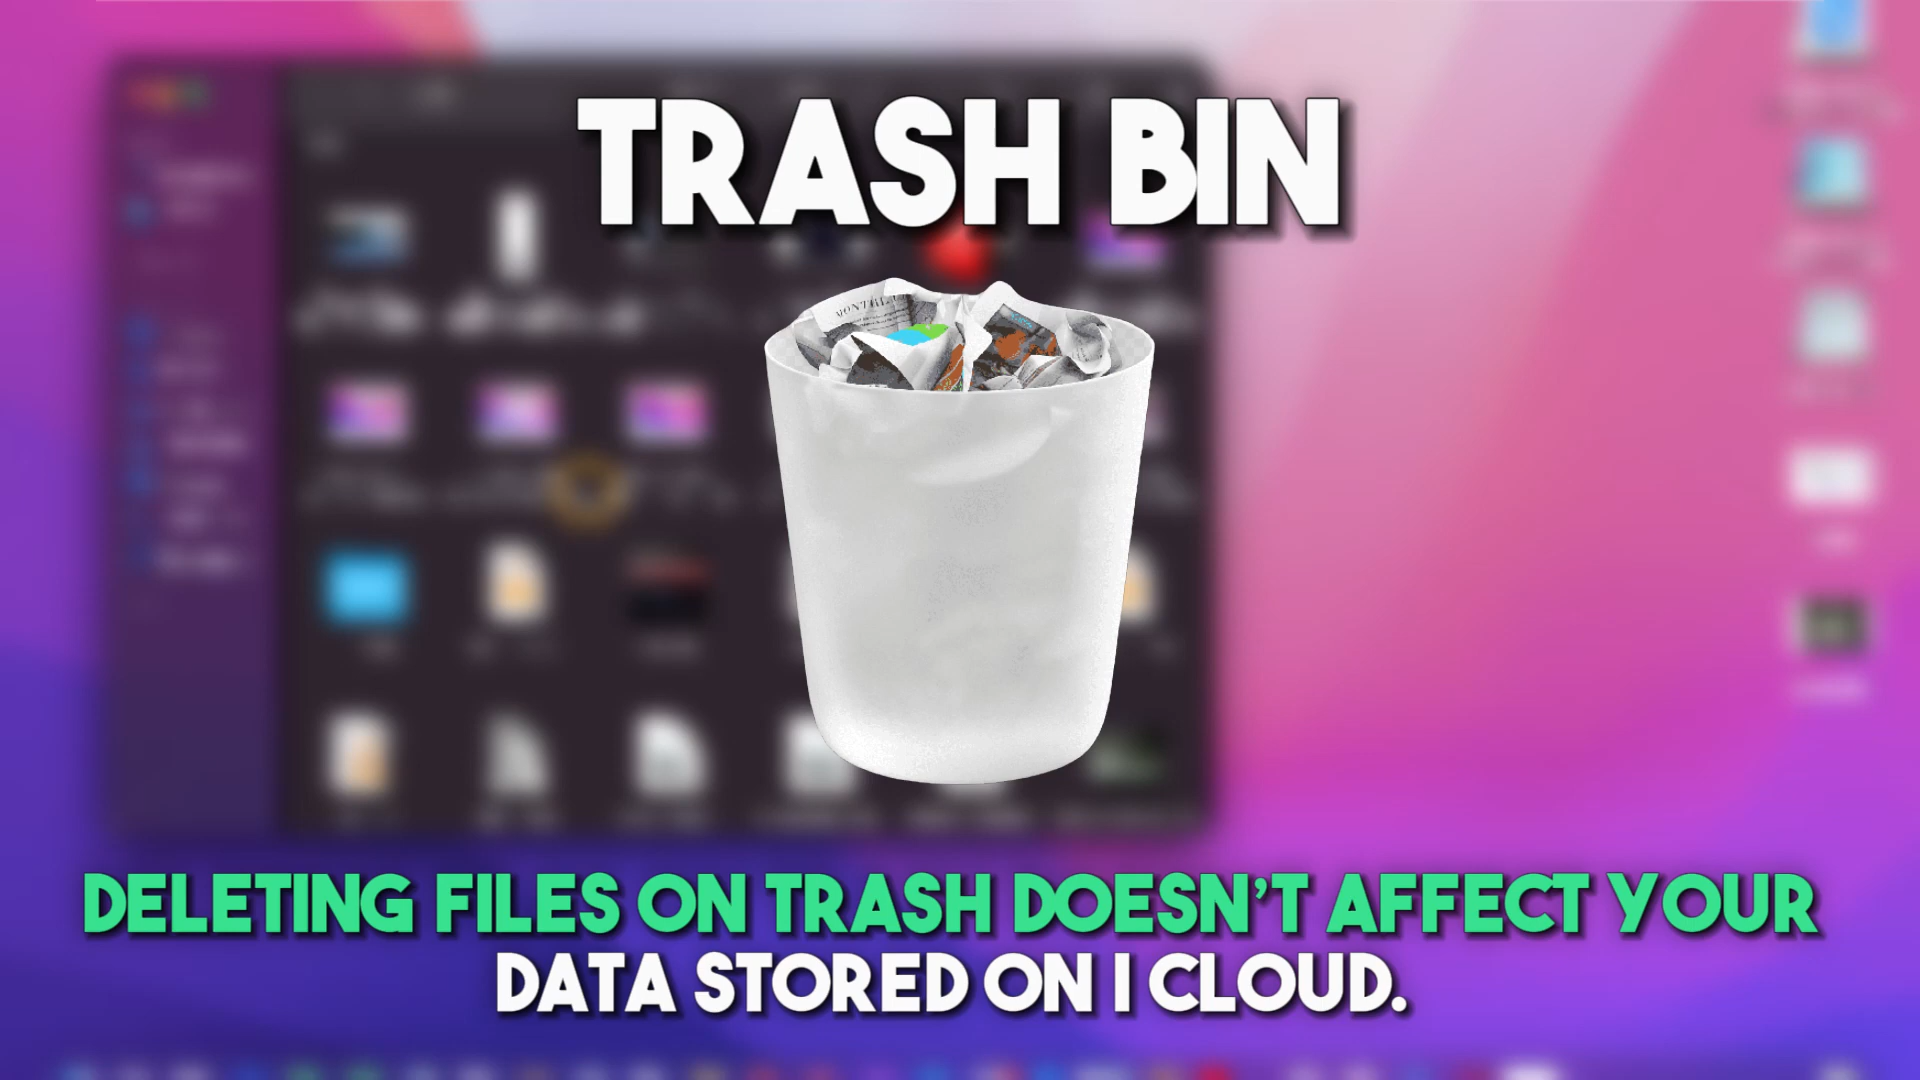 TRASH BIN
DELETING FILES ON TRASH DOESN'T AFFECT YOUR
DATA STORED ON I CLOUD.